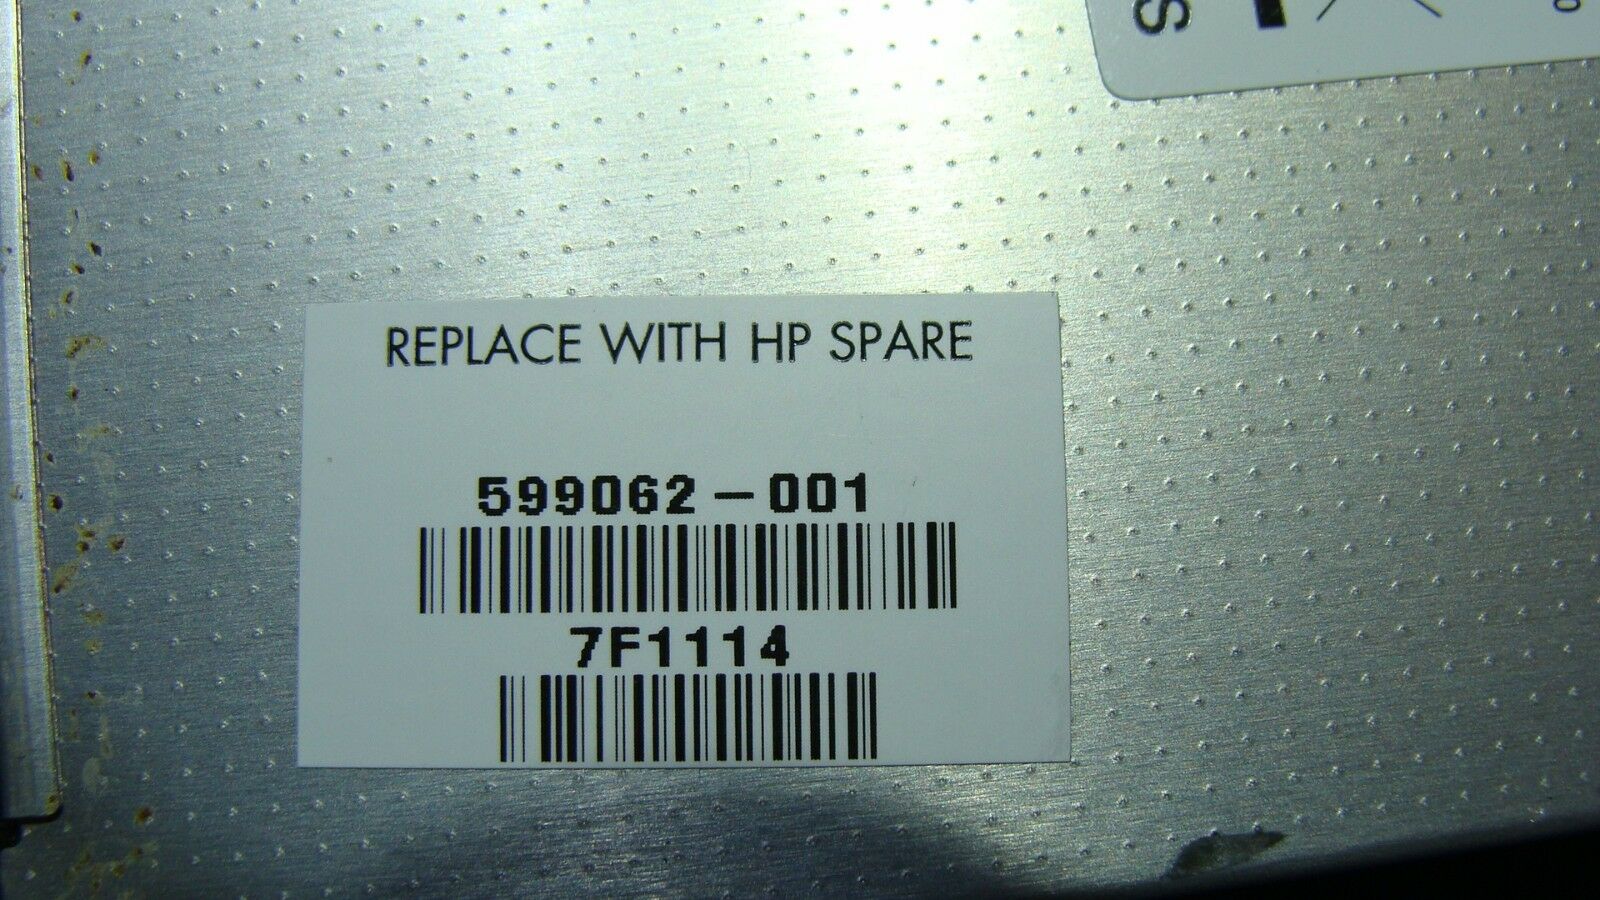 REPLACE WITH HP SPARE
599062-001
7F1114